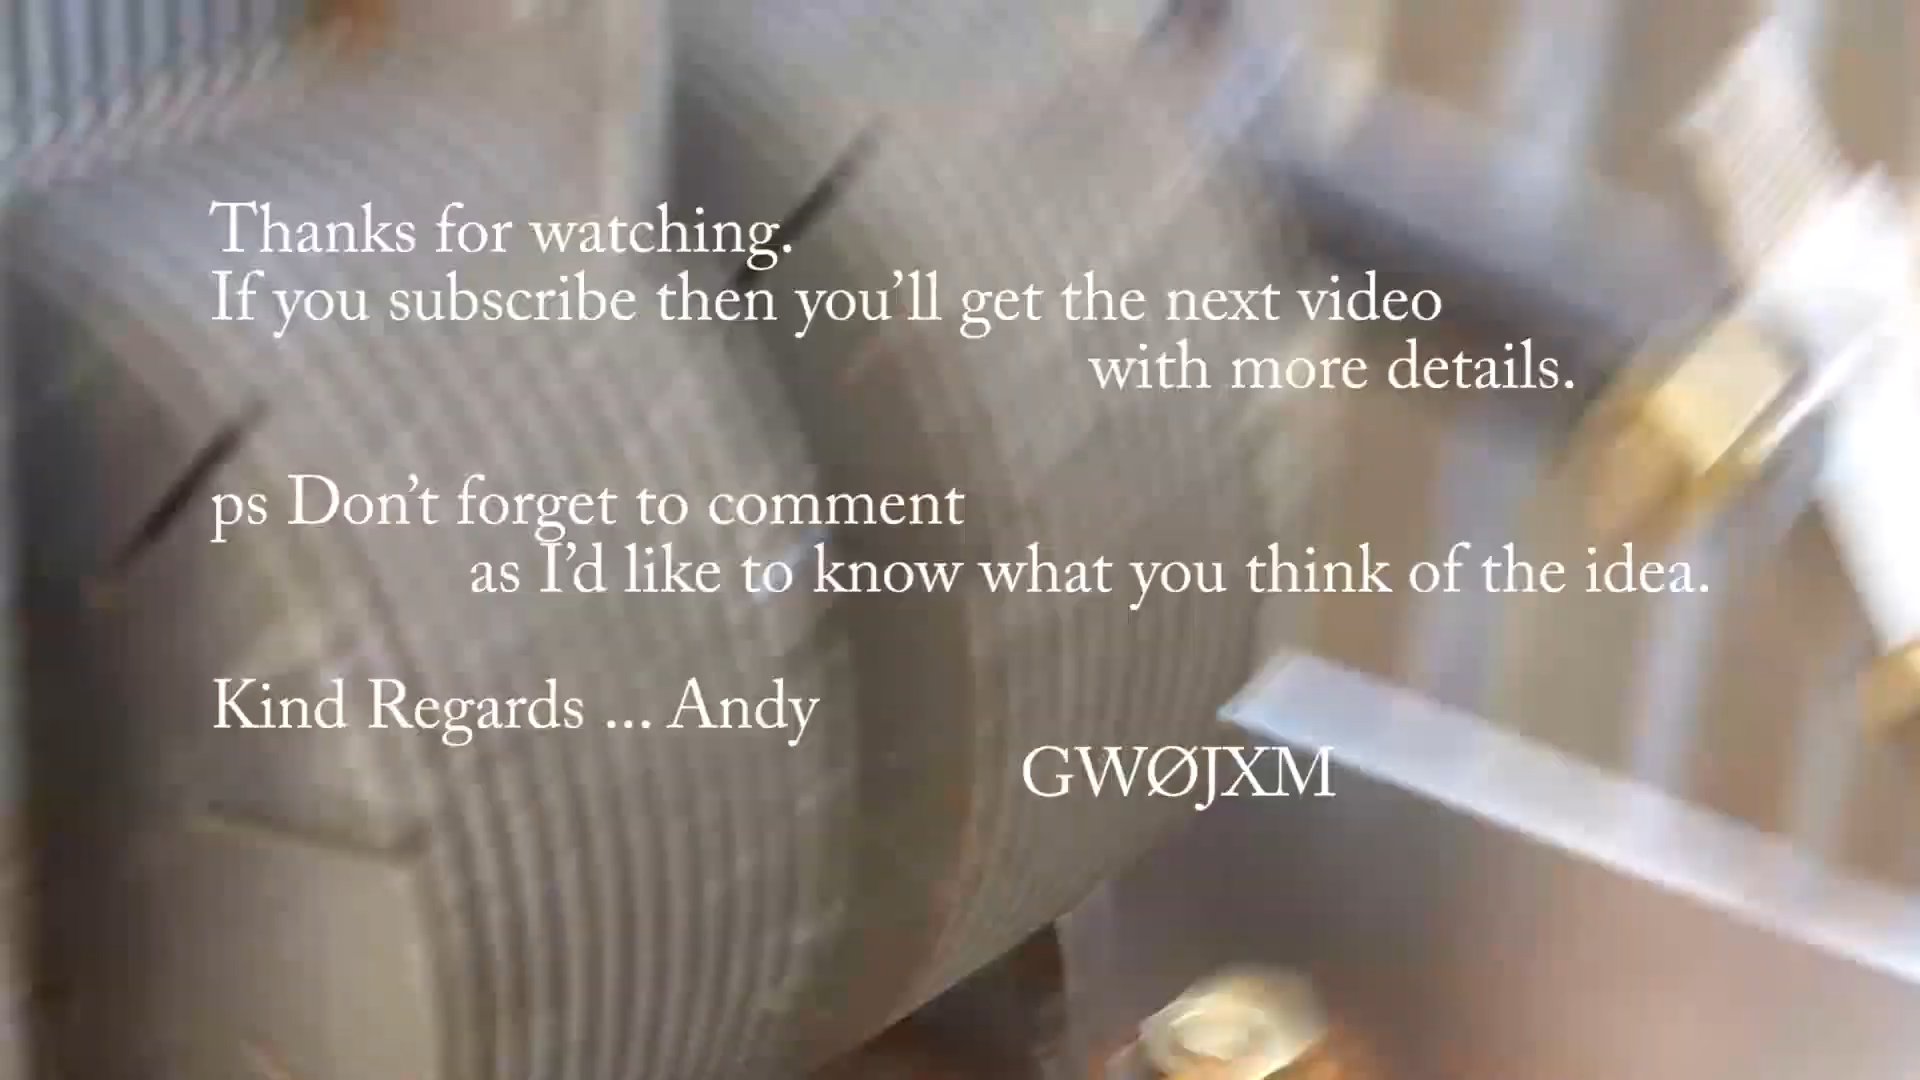 Thanks for watching.
If you subscribe then you’ll get the next video
with more details.
ps Don’t forget to comment
as I’d like to know what you think of the idea.
Kind Regards ... Andy
GWØJXM